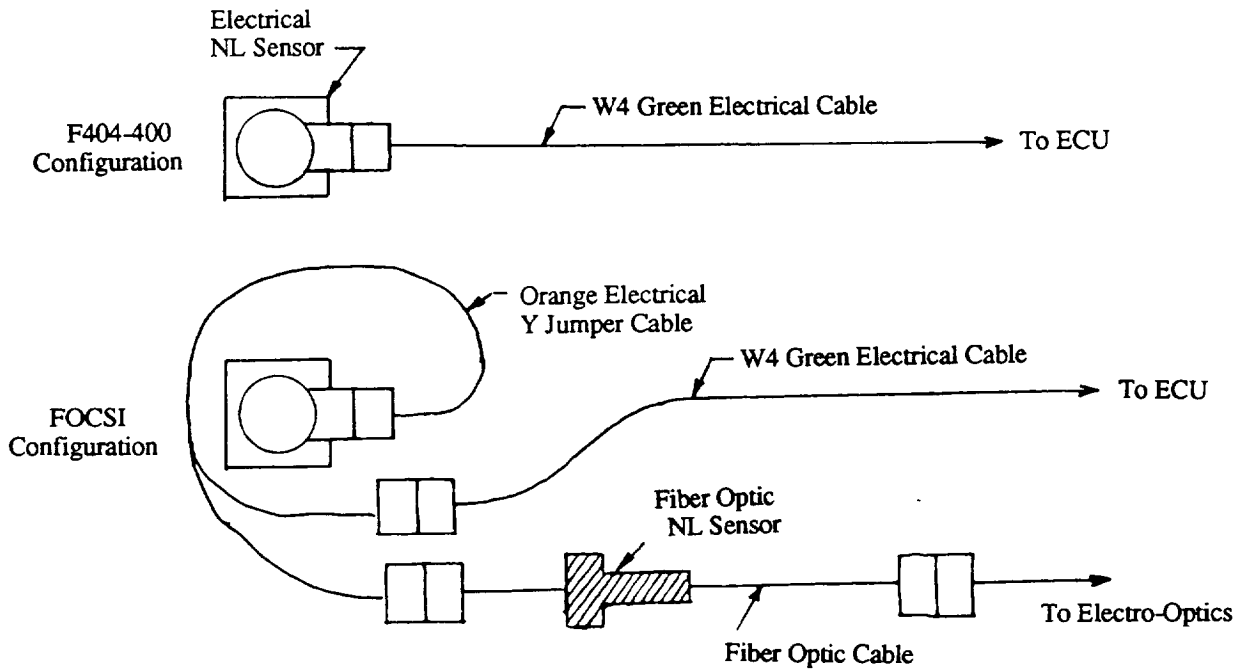 Electrical
NL Sensor
W4 Green Electrical Cable
F404-400
Configuration
To ECU
Orange Electrical
Y Jumper Cable
W4 Green Electrical Cable
To ECU
FOCSI
Configuration
Fiber Optic
NL Sensor
To Electro-Optics
Fiber Optic Cable